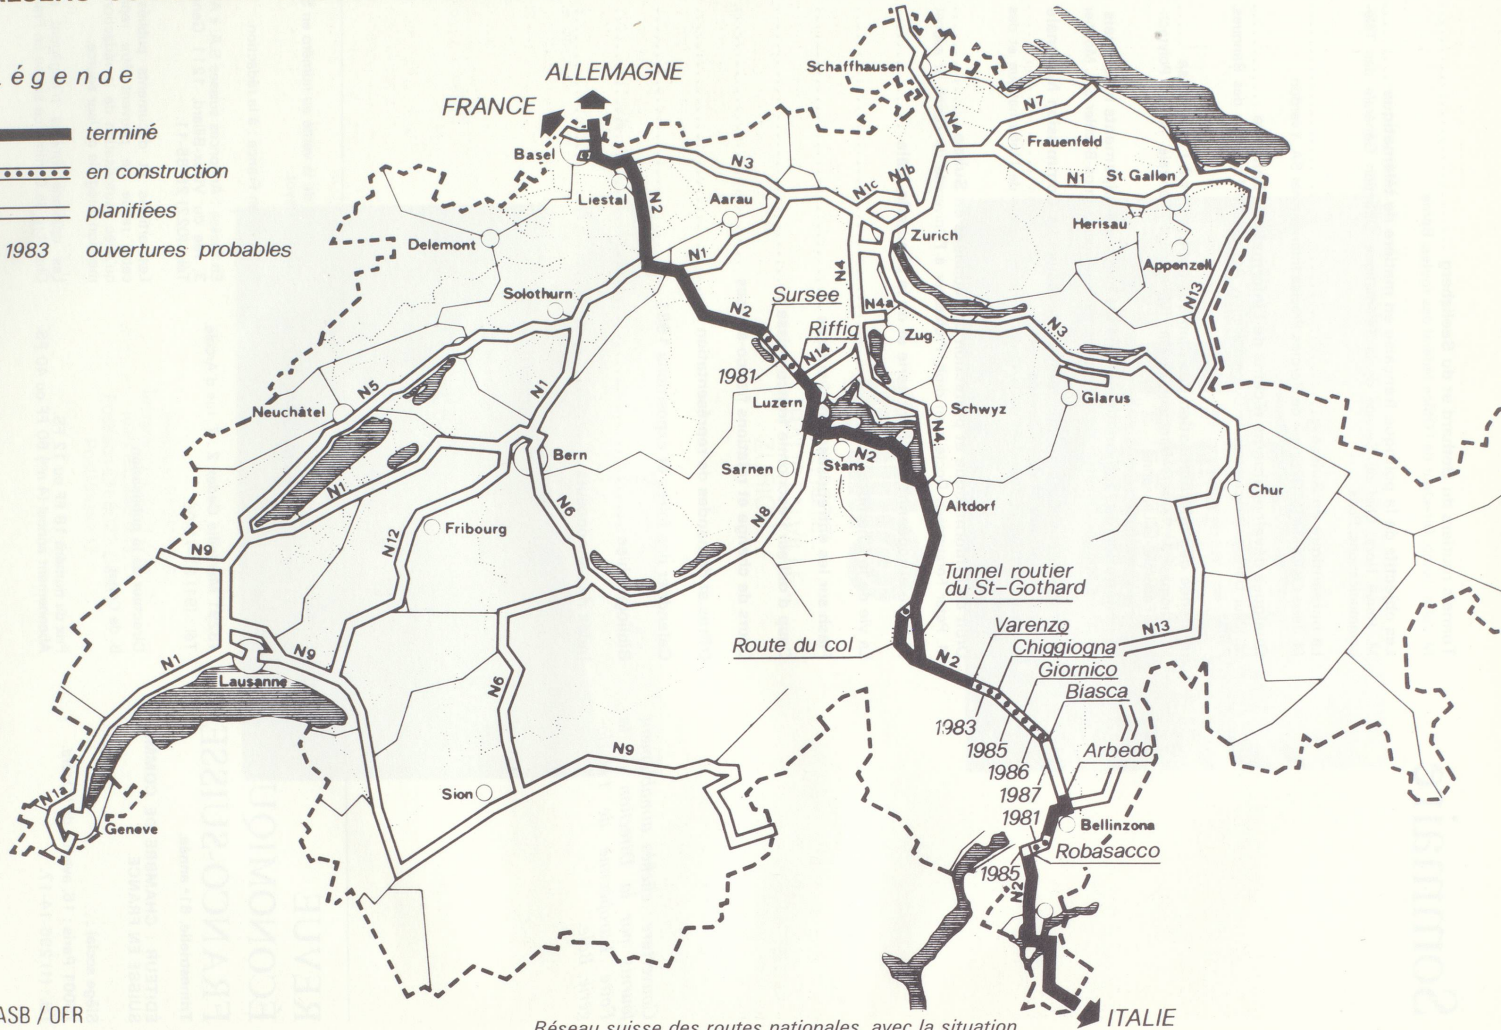 Légende
terminé
en construction
planifiées
1983 ouvertures probables
ALLEMAGNE
FRANCE
Basel
Liestal
N2
N3
Aarau
N1
Delemont
Solothurn
Schaffhausen
N4
N7
Frauenfeld
N1
St. Gallen
N1c
N1b
Zurich
Herisau
Appenzell
N13
N4
N4a
Zug
N3
N2
Sursee
Riffig
N14
1981
Luzern
Schwyz
Glarus
N5
N1
Neuchâtel
Bern
N1
Sarnen
Stans
N2
N4
Altdorf
Chur
N6
N8
Fribourg
N12
N9
Tunnel routier
du St-Gothard
Route du col
Varenzo
N13
N2
Chiggiogna
Giornico
Biasca
1983
1985
1986
1987
1981
Arbedo
Bellinzona
Robasacco
1985
N2
N1
Lausanne
N9
N6
N9
Sion
N1a
Geneve
ITALIE
ASB / OFR
Réseau suisse des routes nationales, avec la situation